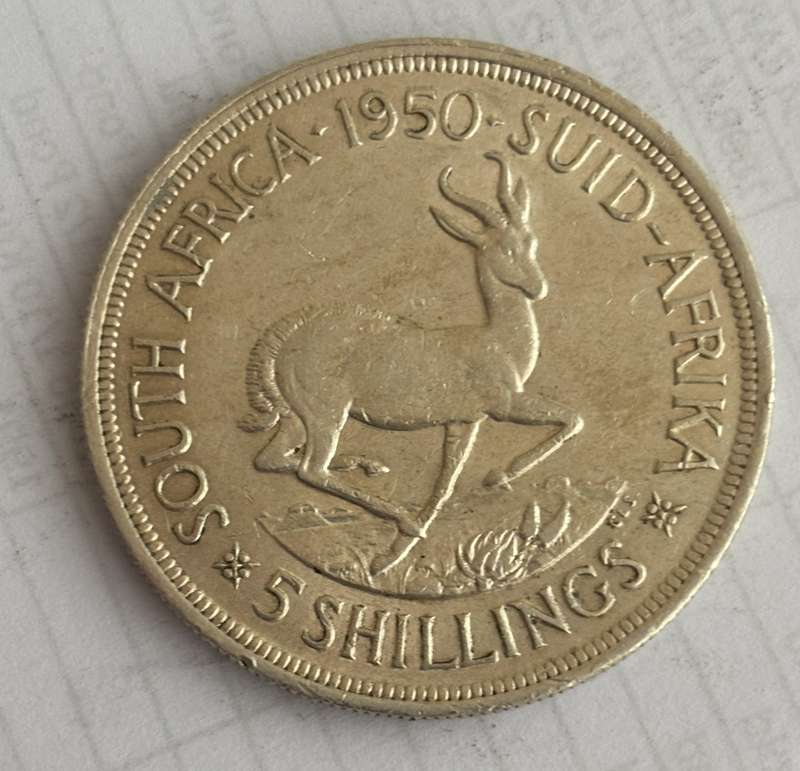 SOUTH AFRICA · 1950 · SUID-AFRIKA
5 SHILLINGS